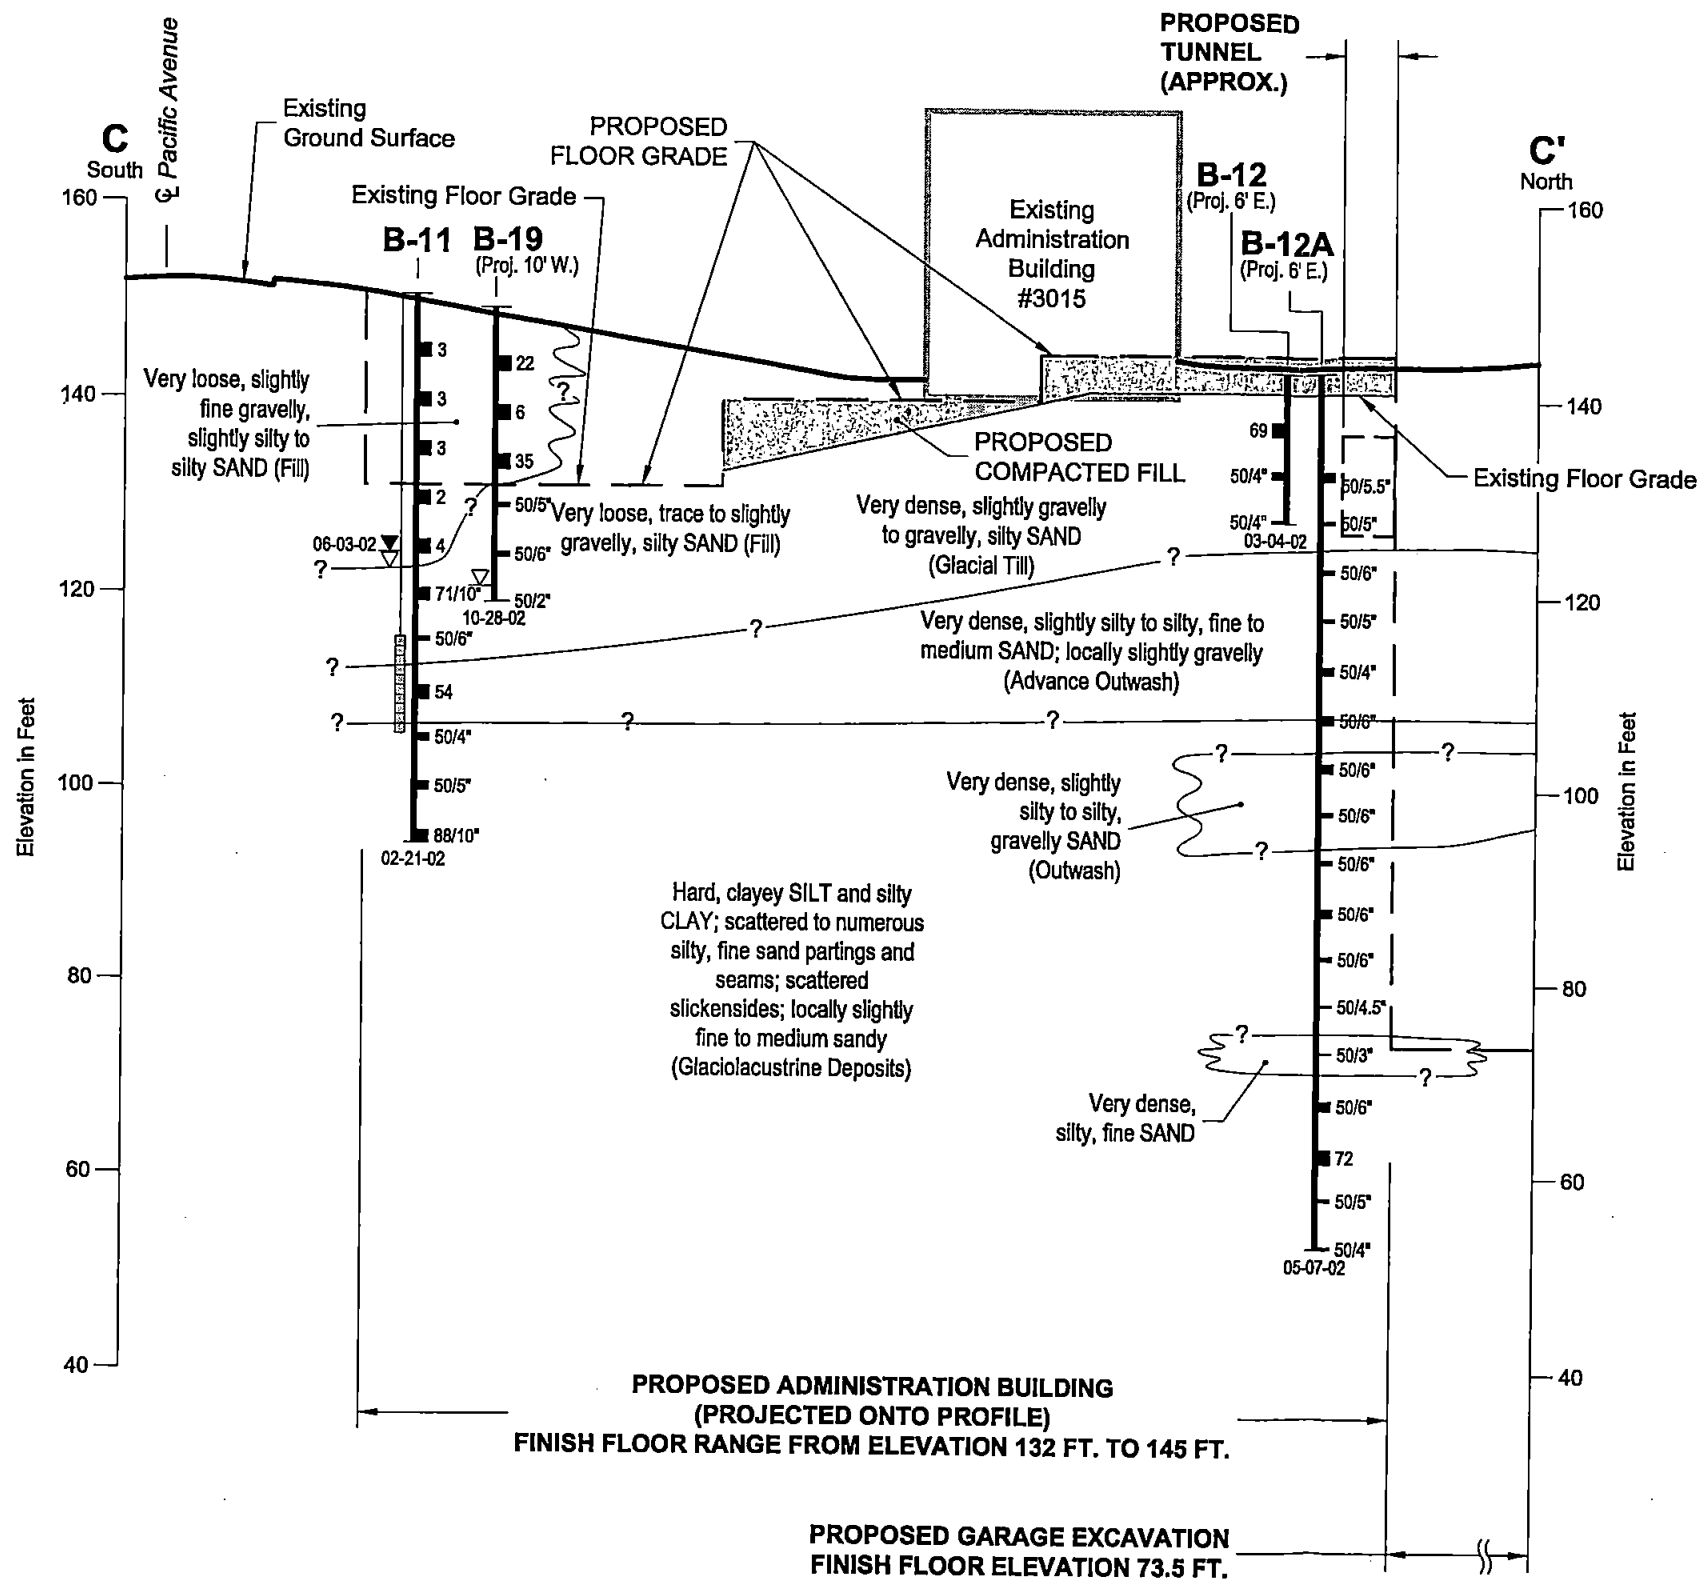 PROPOSED
TUNNEL
(APPROX.)
C
South
℄ Pacific Avenue
Existing
Ground Surface
PROPOSED
FLOOR GRADE
Existing Floor Grade
B-11
B-19
(Proj. 10' W.)
Existing
Administration
Building
#3015
B-12
(Proj. 6' E.)
B-12A
(Proj. 6' E.)
C'
North
160
140
120
100
80
60
40
Elevation in Feet
160
140
120
100
80
60
40
Elevation in Feet
Very loose, slightly
fine gravelly,
slightly silty to
silty SAND (Fill)
3
3
3
2
4
71/10"
50/6"
54
50/4"
50/5"
88/10"
02-21-02
06-03-02
22
6
35
50/5"
50/6"
50/2"
10-28-02
?
?
?
Very loose, trace to slightly
gravelly, silty SAND (Fill)
PROPOSED
COMPACTED FILL
Very dense, slightly gravelly
to gravelly, silty SAND
(Glacial Till)
69
50/4"
50/4"
03-04-02
Existing Floor Grade
50/5.5"
50/5"
50/6"
50/5"
50/4"
50/6"
50/6"
50/6"
50/6"
50/6"
50/6"
50/4.5"
50/3"
50/6"
72
50/5"
50/4"
05-07-02
?
?
?
Very dense, slightly silty to silty, fine to
medium SAND; locally slightly gravelly
(Advance Outwash)
?
?
?
?
?
?
Very dense, slightly
silty to silty,
gravelly SAND
(Outwash)
Hard, clayey SILT and silty
CLAY; scattered to numerous
silty, fine sand partings and
seams; scattered
slickensides; locally slightly
fine to medium sandy
(Glaciolacustrine Deposits)
?
?
Very dense,
silty, fine SAND
PROPOSED ADMINISTRATION BUILDING
(PROJECTED ONTO PROFILE)
FINISH FLOOR RANGE FROM ELEVATION 132 FT. TO 145 FT.
PROPOSED GARAGE EXCAVATION
FINISH FLOOR ELEVATION 73.5 FT.